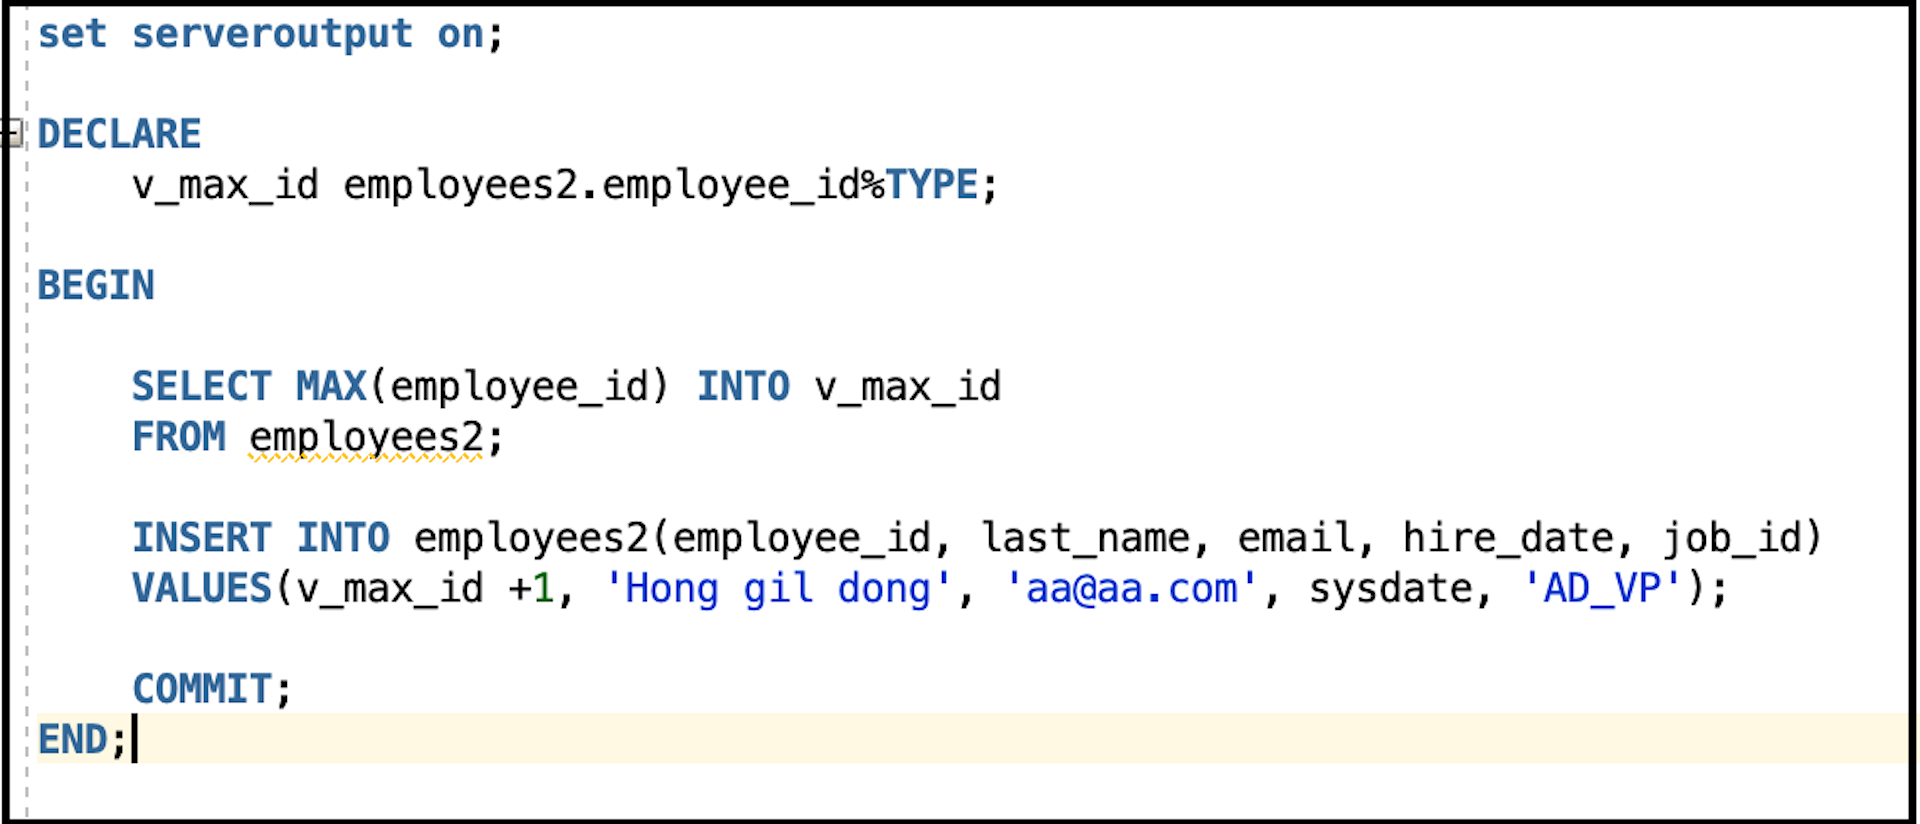 set serveroutput on;
DECLARE
v_max_id employees2.employee_id%TYPE;
BEGIN
SELECT MAX(employee_id) INTO v_max_id
FROM employees2;
INSERT INTO employees2(employee_id, last_name, email, hire_date, job_id)
VALUES(v_max_id +1, 'Hong gil dong', 'aa@aa.com', sysdate, 'AD_VP');
COMMIT;
END;